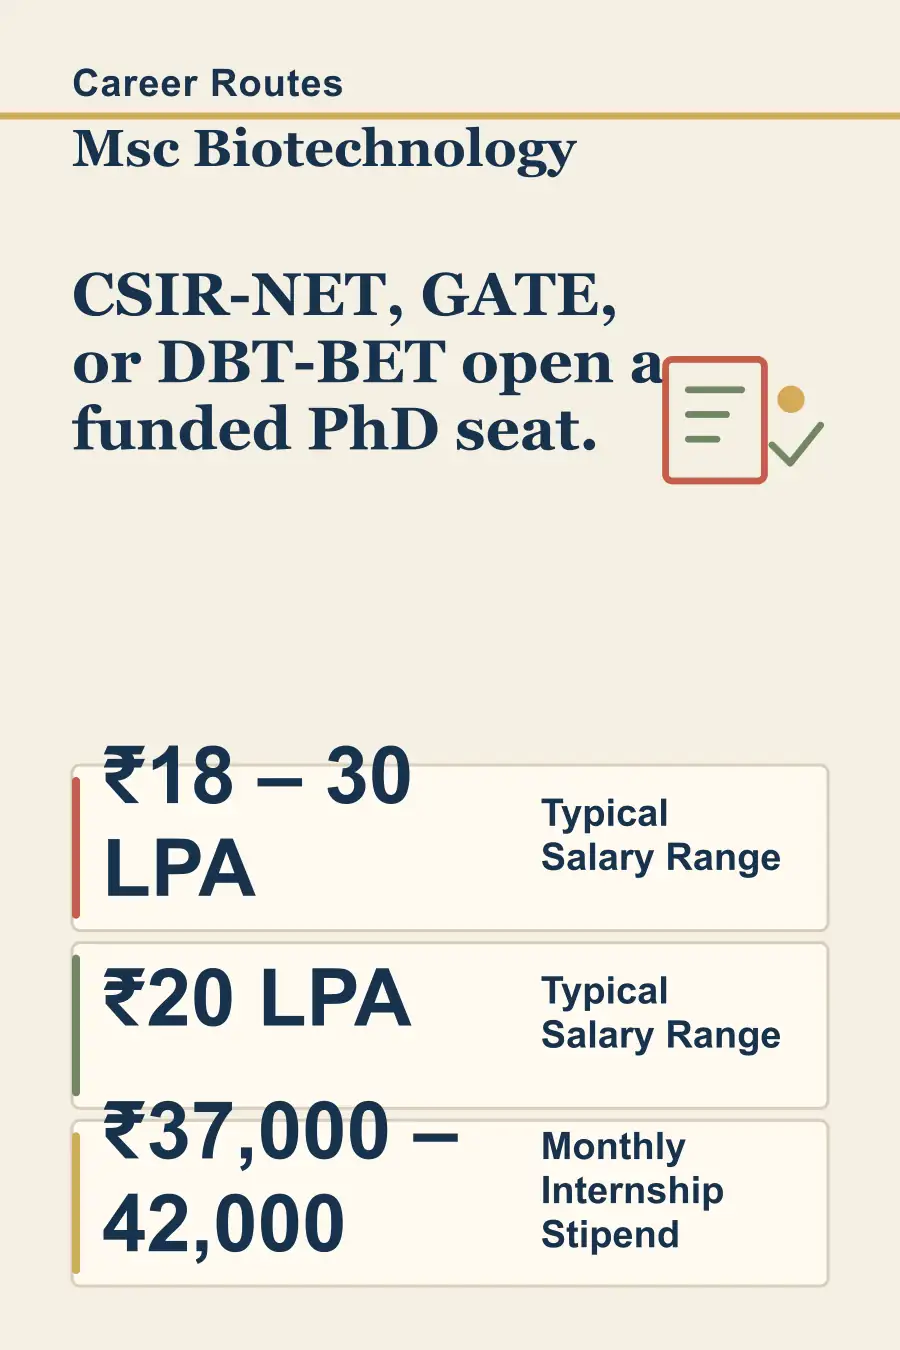 Career Routes
Msc Biotechnology
CSIR-NET, GATE,
or DBT-BET open a
funded PhD seat.
₹18 – 30
LPA
Typical
Salary Range
₹20 LPA
Typical
Salary Range
₹37,000 –
42,000
Monthly
Internship
Stipend